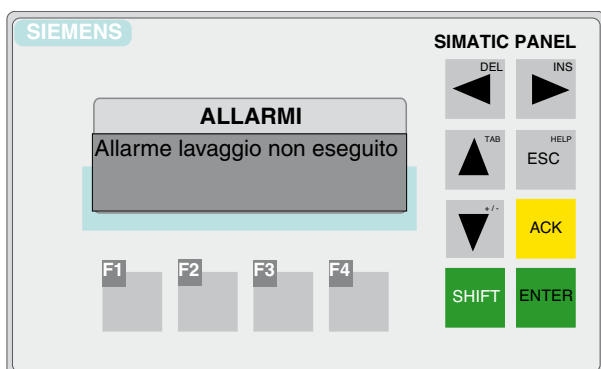 SIEMENS
SIMATIC PANEL
DEL
INS
ALLARMI
Allarme lavaggio non eseguito
TAB
HELP
ESC
+/-
ACK
F1
F2
F3
F4
SHIFT
ENTER